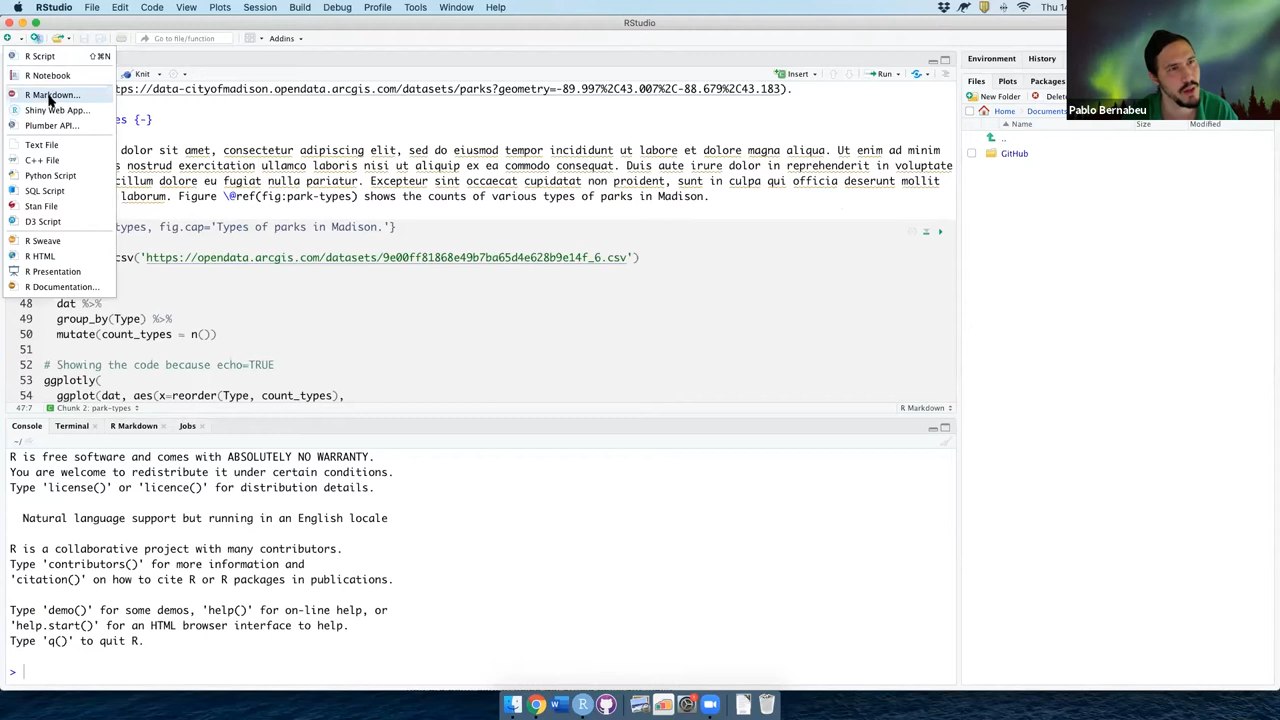 File Edit Code View Plots Session Build Debug Profile Tools Window Help
Thu 14
RStudio
Go to file/function
Addins
R Script ⇧⌘N
R Notebook
R Markdown...
Shiny Web App...
Plumber API...
Text File
C++ File
Python Script
SQL Script
Stan File
D3 Script
R Sweave
R HTML
R Presentation
R Documentation...
Knit
Insert
Run
tps://data-cityofmadison.opendata.arcgis.com/datasets/parks?geometry=-89.997%2C43.007%2C-88.679%2C43.183).
es {-}
dolor sit amet, consectetur adipiscing elit, sed do eiusmod tempor incididunt ut labore et dolore magna aliqua. Ut enim ad minim
nostrud exercitation ullamco laboris nisi ut aliquip ex ea commodo consequat. Duis aute irure dolor in reprehenderit in voluptate
cillum dolore eu fugiat nulla pariatur. Excepteur sint occaecat cupidatat non proident, sunt in culpa qui officia deserunt mollit
laborum. Figure \@ref(fig:park-types) shows the counts of various types of parks in Madison.
types, fig.cap='Types of parks in Madison.'}
csv('https://opendata.arcgis.com/datasets/9e00ff81868e49b7ba65d4e628b9e14f_6.csv')
48 dat %>%
49 group_by(Type) %>%
50 mutate(count_types = n())
51
52 # Showing the code because echo=TRUE
53 ggplotly(
54 ggplot(dat, aes(x=reorder(Type, count_types),
47:7 Chunk 2: park-types R Markdown
Console Terminal R Markdown Jobs
~/
R is free software and comes with ABSOLUTELY NO WARRANTY.
You are welcome to redistribute it under certain conditions.
Type 'license()' or 'licence()' for distribution details.
Natural language support but running in an English locale
R is a collaborative project with many contributors.
Type 'contributors()' for more information and
'citation()' on how to cite R or R packages in publications.
Type 'demo()' for some demos, 'help()' for on-line help, or
'help.start()' for an HTML browser interface to help.
Type 'q()' to quit R.
>
Environment History
Files Plots Packages
New Folder Dele
Home Documents
Name Size Modified
..
GitHub
Pablo Bernabeu